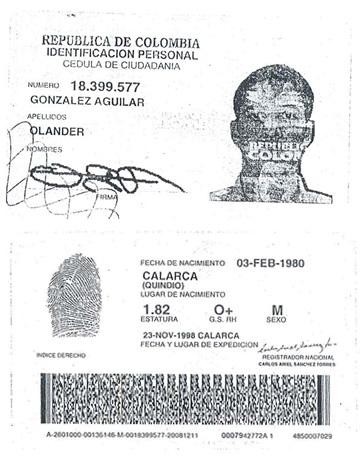 REPUBLICA DE COLOMBIA
IDENTIFICACION PERSONAL
CEDULA DE CIUDADANIA
NUMERO 18.399.577
GONZALEZ AGUILAR
APELLIDOS
OLANDER
NOMBRES
FIRMA
REPUBLIC
COLOM
FECHA DE NACIMIENTO 03-FEB-1980
CALARCA
(QUINDIO)
LUGAR DE NACIMIENTO
1.82 O+ M
ESTATURA G.S. RH SEXO
23-NOV-1998 CALARCA
FECHA Y LUGAR DE EXPEDICION
INDICE DERECHO
REGISTRADOR NACIONAL
CARLOS ARIEL SANCHEZ TORRES
A-2601000-00136146-M-0018399577-20081211 0007942772A 1 4850007029